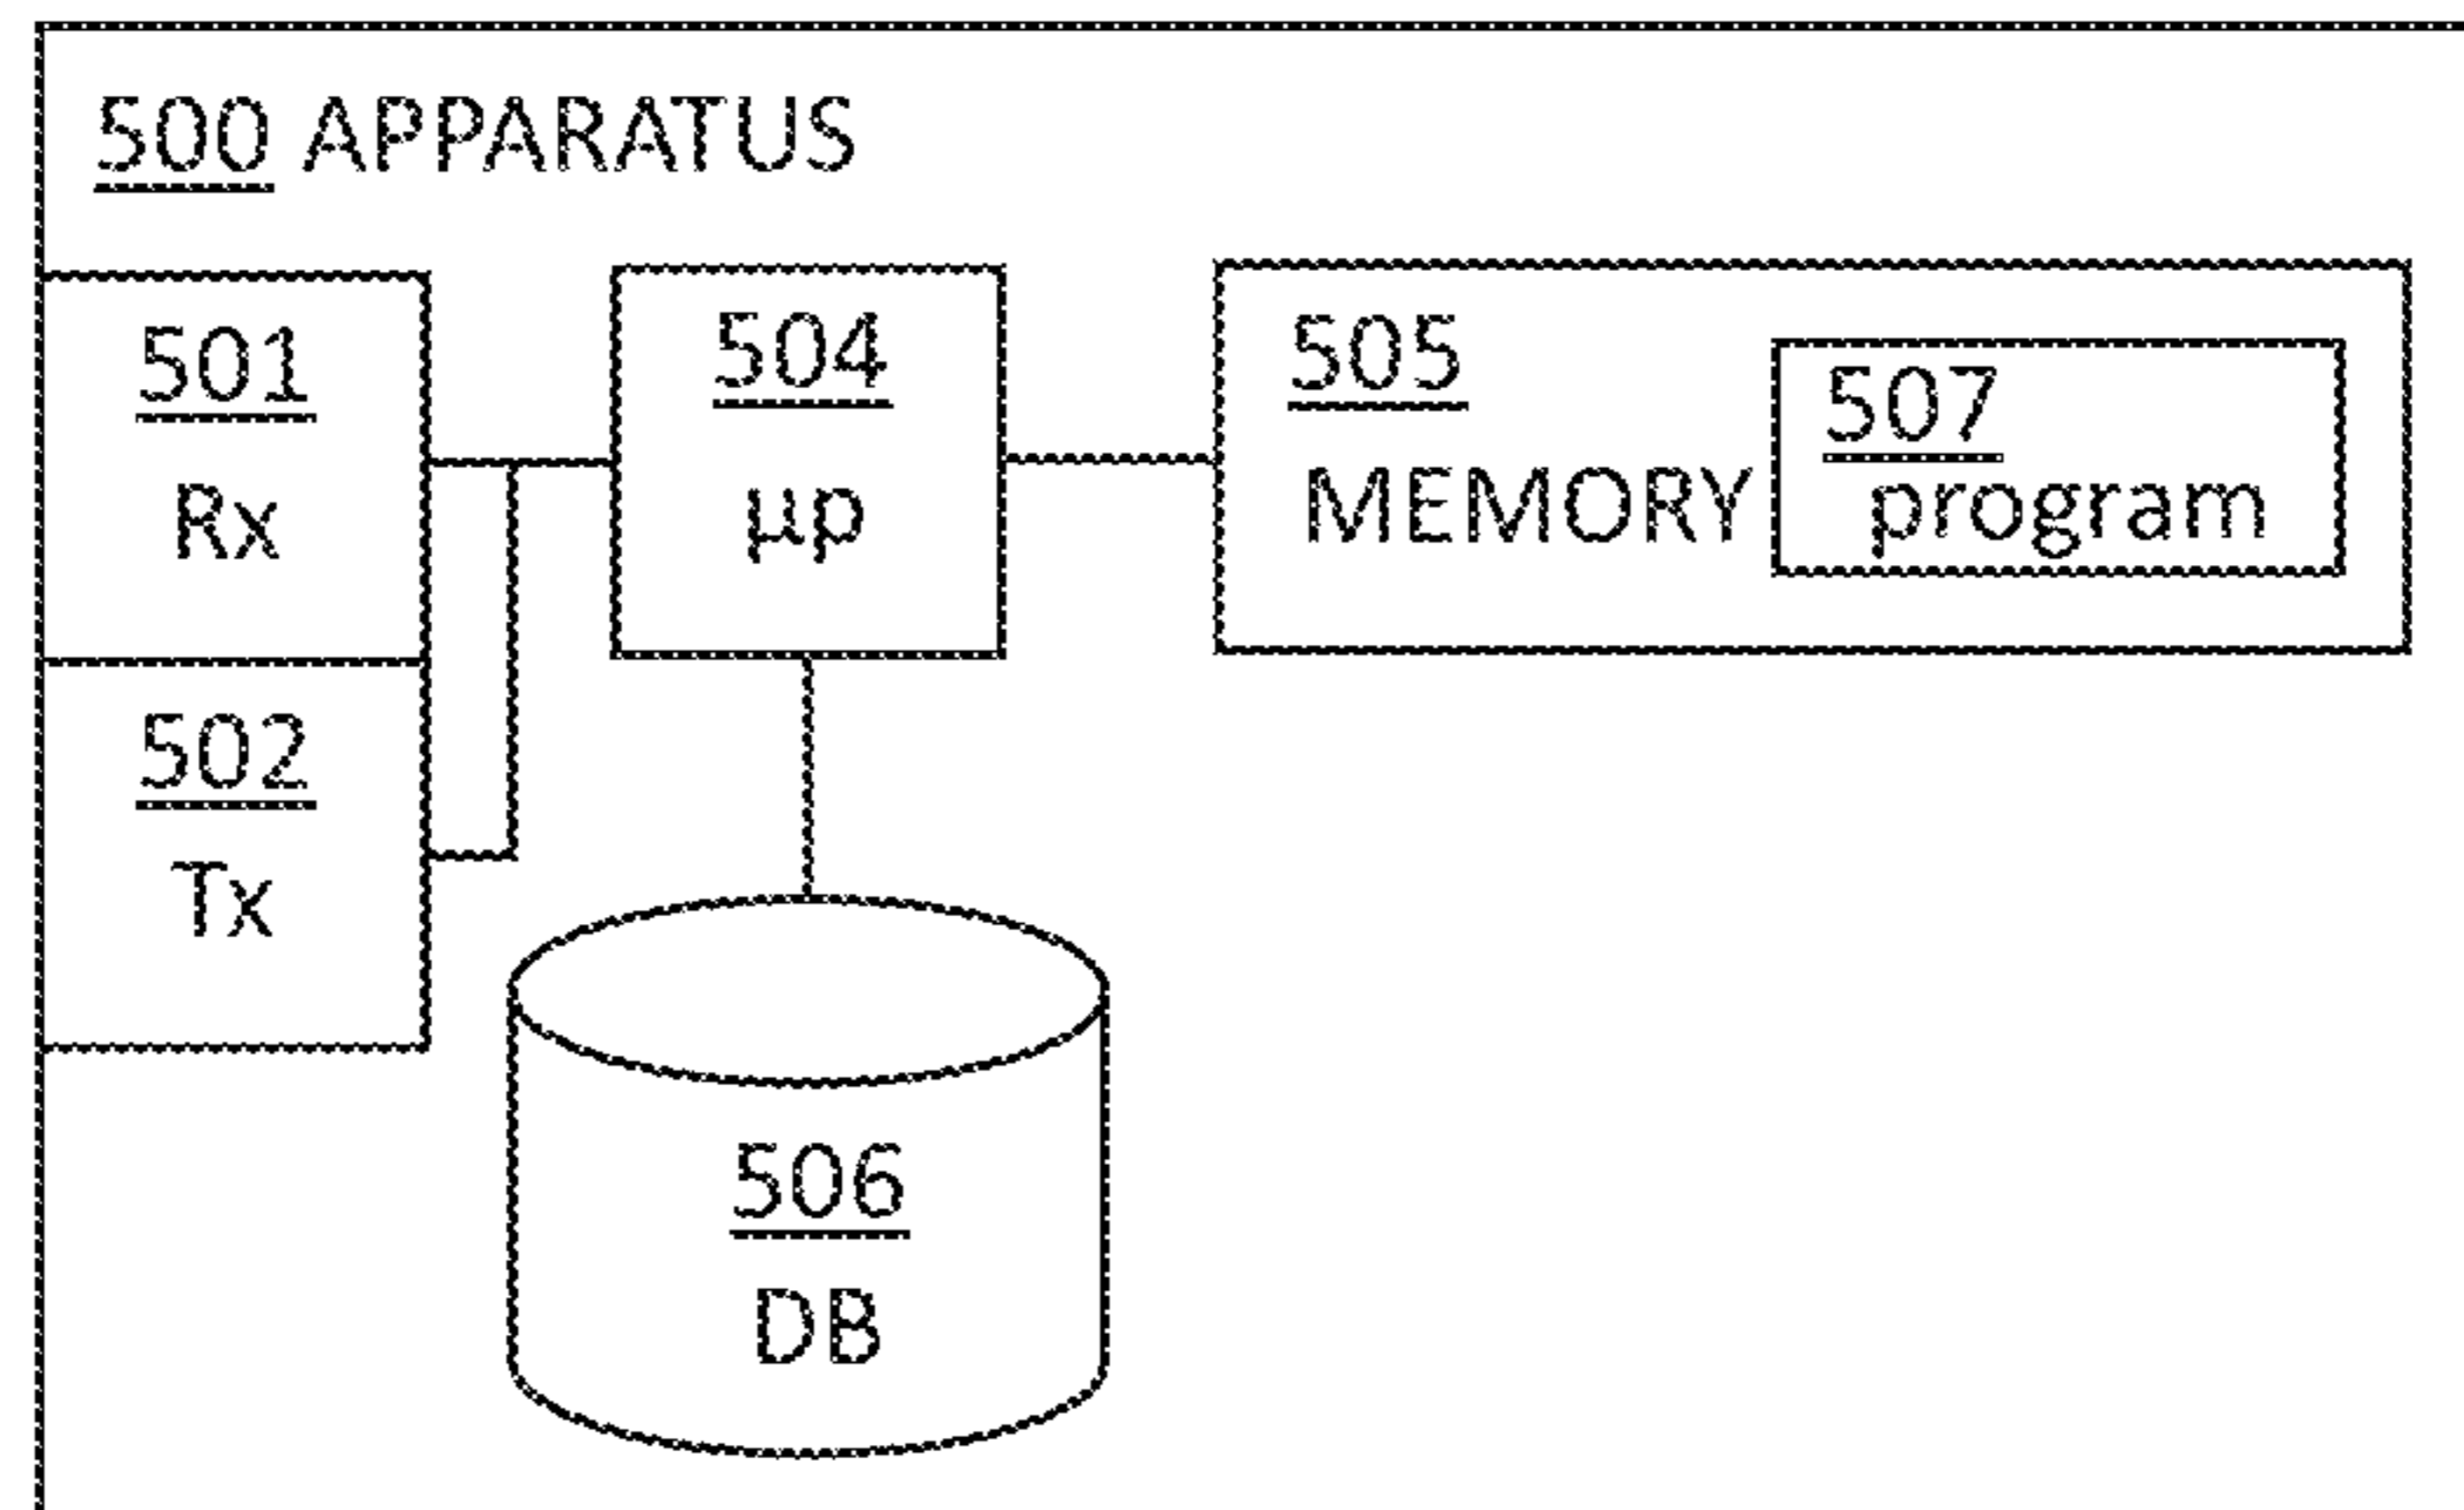 500 APPARATUS
501
Rx
504
μp
505
MEMORY
507
program
502
Tx
506
DB